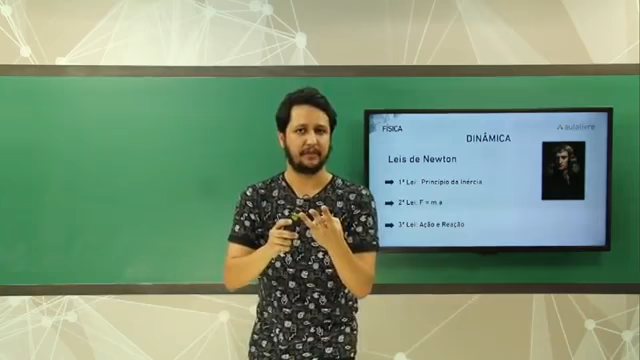 FÍSICA
aulalivre
DINÂMICA
Leis de Newton
1ª Lei: Princípio da Inércia
2ª Lei: F = m.a
3ª Lei: Ação e Reação